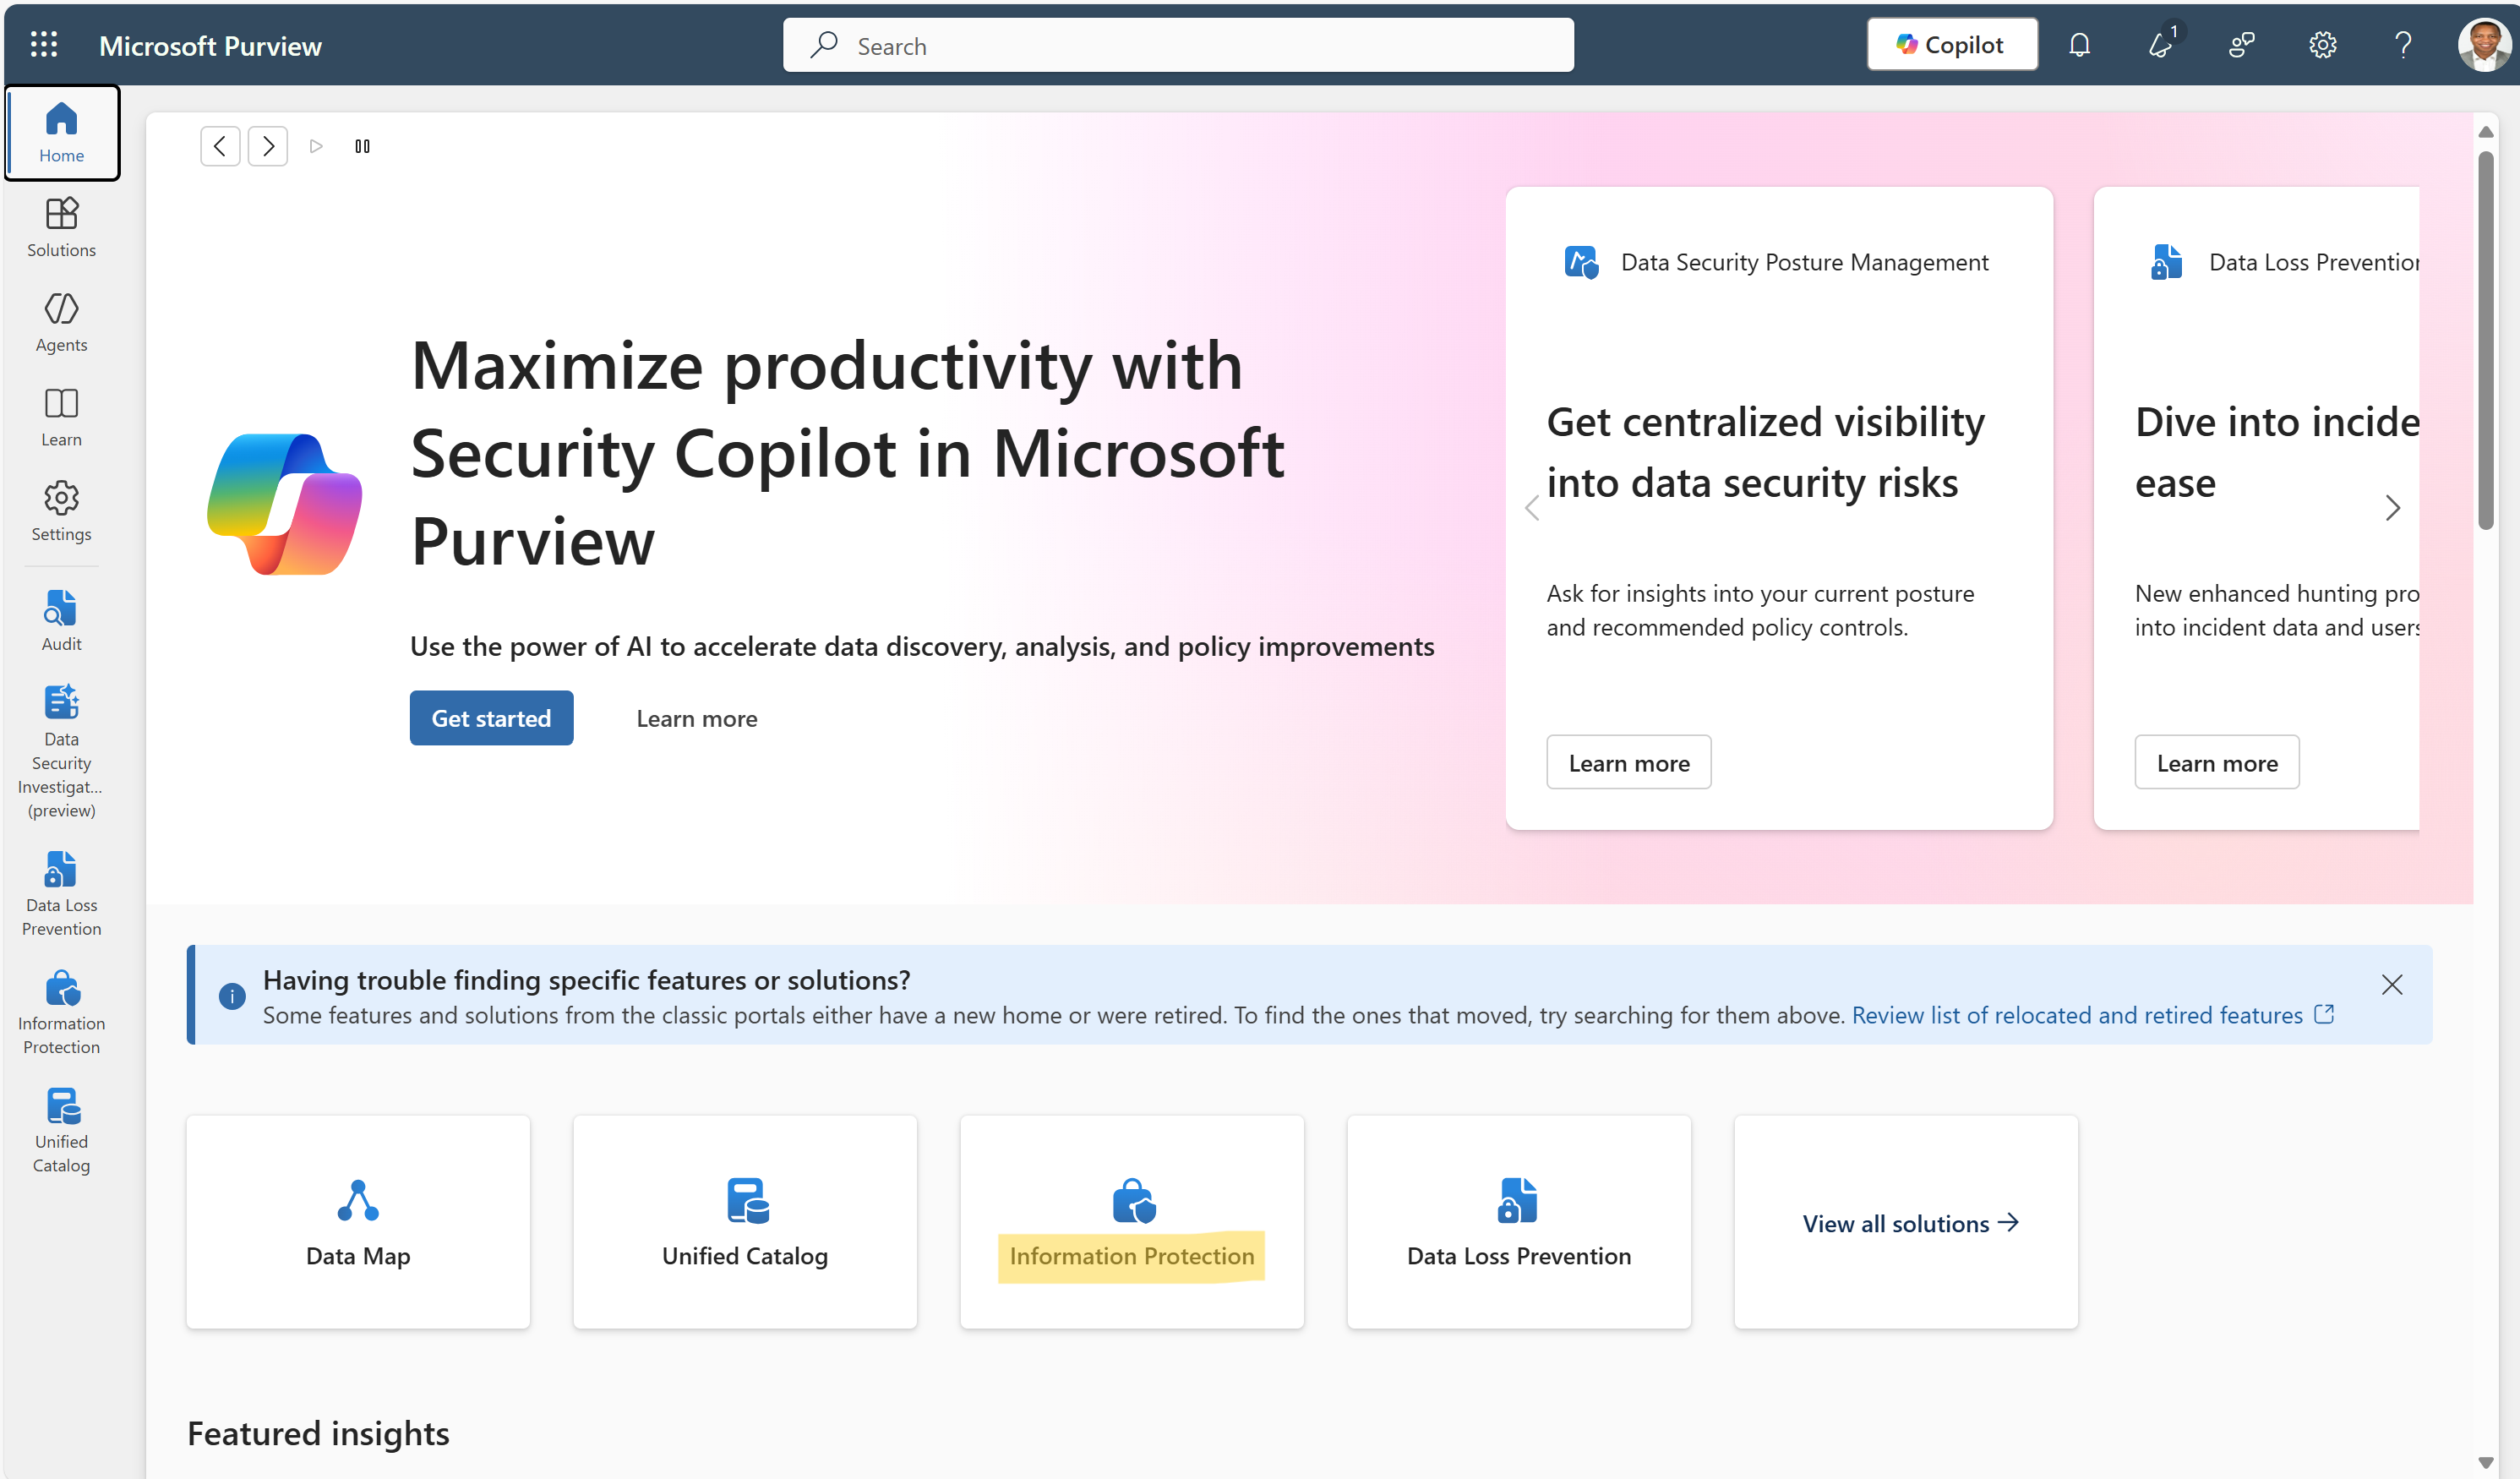 Microsoft Purview
Search
Copilot
1
Home
Solutions
Agents
Learn
Settings
Audit
Data
Security
Investigat...
(preview)
Data Loss
Prevention
Information
Protection
Unified
Catalog
Maximize productivity with
Security Copilot in Microsoft
Purview
Use the power of AI to accelerate data discovery, analysis, and policy improvements
Get started
Learn more
Data Security Posture Management
Get centralized visibility
into data security risks
Ask for insights into your current posture
and recommended policy controls.
Learn more
Data Loss Prevention
Dive into incide
ease
New enhanced hunting pro
into incident data and users
Learn more
Having trouble finding specific features or solutions?
Some features and solutions from the classic portals either have a new home or were retired. To find the ones that moved, try searching for them above. Review list of relocated and retired features
Data Map
Unified Catalog
Information Protection
Data Loss Prevention
View all solutions →
Featured insights